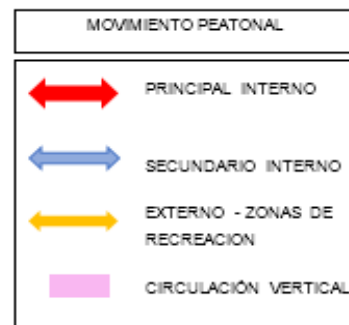 MOVIMIENTO PEATONAL
PRINCIPAL INTERNO
SECUNDARIO INTERNO
EXTERNO - ZONAS DE
RECREACION
CIRCULACIÓN VERTICAL